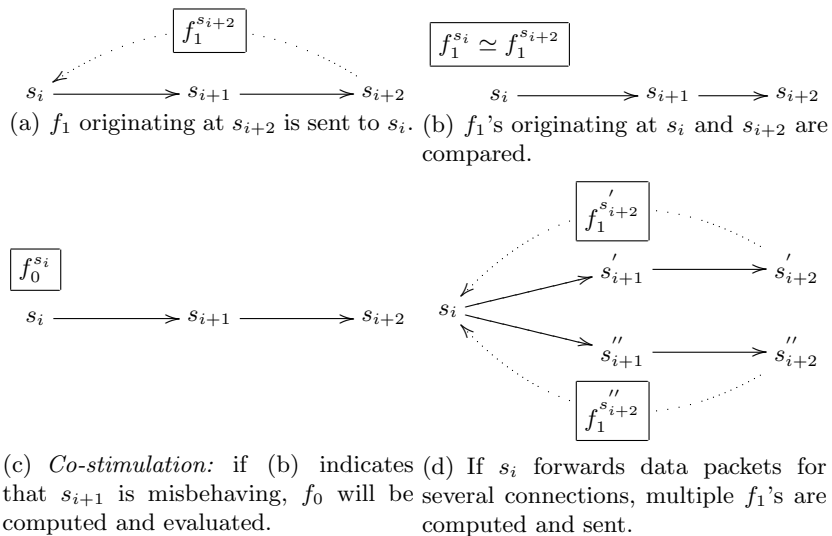 f_1^{s_{i+2}}
s_i s_{i+1} s_{i+2}
(a) f_1 originating at s_{i+2} is sent to s_i.
f_1^{s_i} ≃ f_1^{s_{i+2}}
s_i s_{i+1} s_{i+2}
(b) f_1's originating at s_i and s_{i+2} are
compared.
f_0^{s_i}
s_i s_{i+1} s_{i+2}
(c) Co-stimulation: if (b) indicates
that s_{i+1} is misbehaving, f_0 will be
computed and evaluated.
f_1^{s'_{i+2}}
s'_{i+1} s'_{i+2}
s_i
s''_{i+1} s''_{i+2}
f_1^{s''_{i+2}}
(d) If s_i forwards data packets for
several connections, multiple f_1's are
computed and sent.